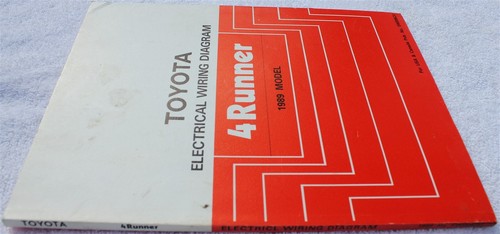 TOYOTA
ELECTRICAL WIRING DIAGRAM
4Runner
1989 MODEL
TOYOTA 4Runner ELECTRICAL WIRING DIAGRAM